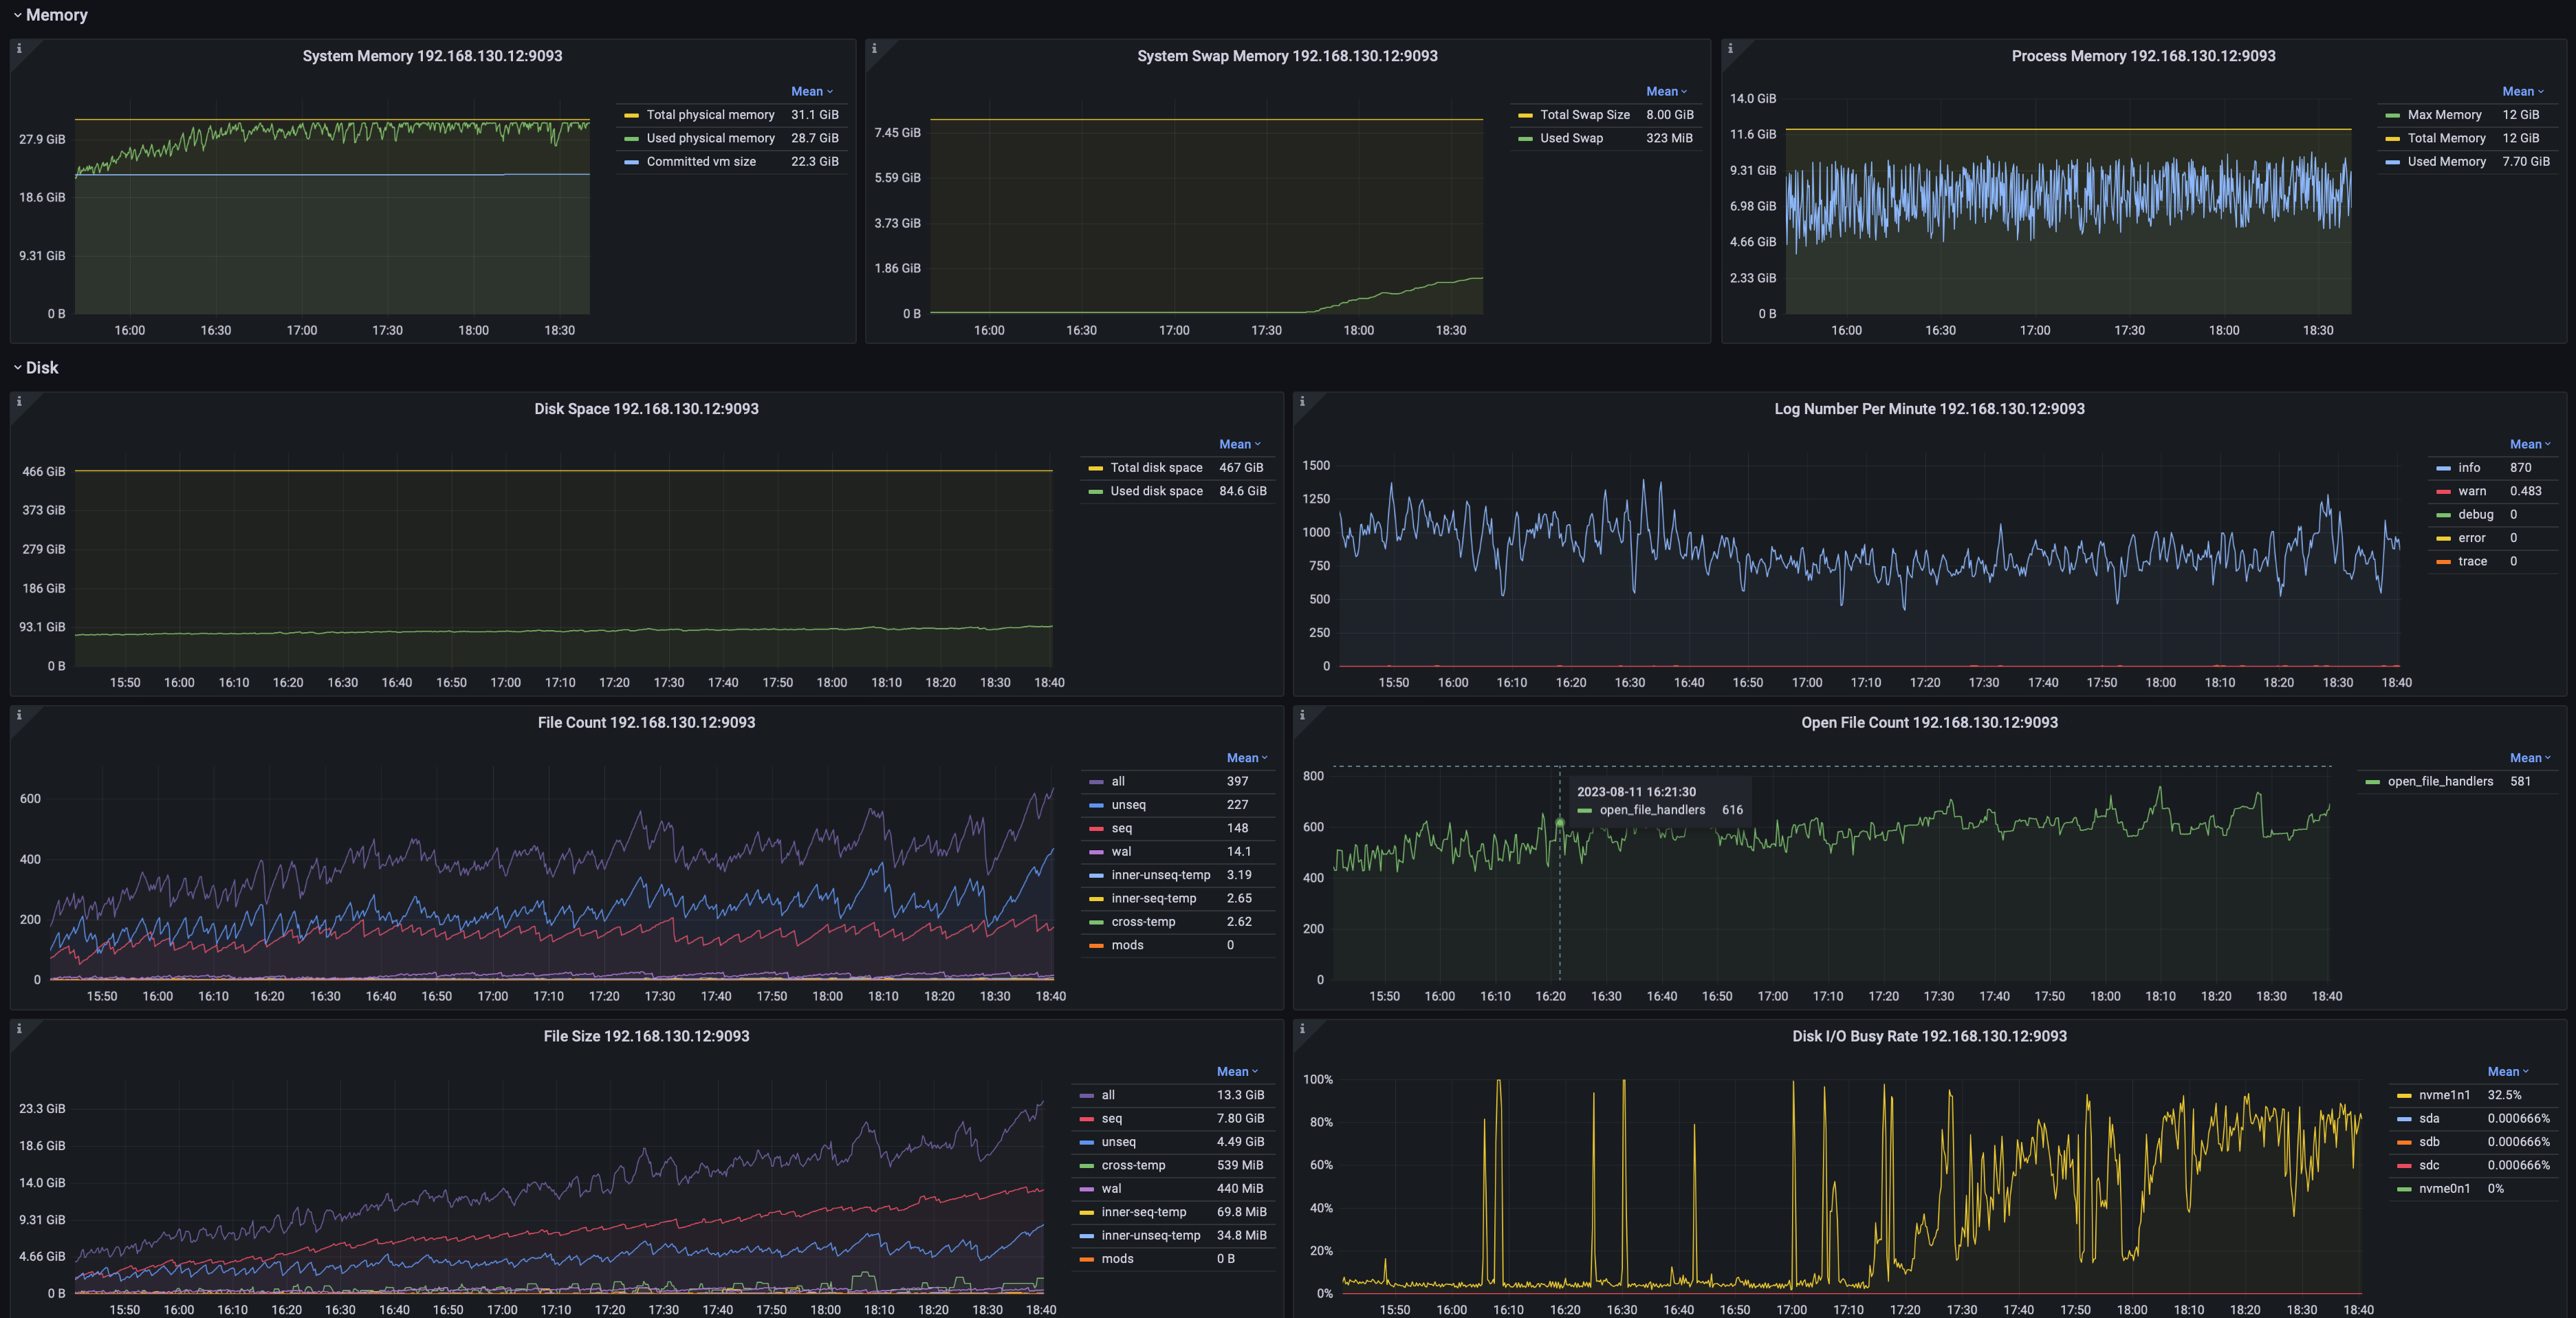 Memory
System Memory 192.168.130.12:9093
Mean
27.9 GiB
18.6 GiB
9.31 GiB
0 B
16:00 16:30 17:00 17:30 18:00 18:30
Total physical memory 31.1 GiB
Used physical memory 28.7 GiB
Committed vm size 22.3 GiB
System Swap Memory 192.168.130.12:9093
Mean
7.45 GiB
5.59 GiB
3.73 GiB
1.86 GiB
0 B
16:00 16:30 17:00 17:30 18:00 18:30
Total Swap Size 8.00 GiB
Used Swap 323 MiB
Process Memory 192.168.130.12:9093
Mean
14.0 GiB
11.6 GiB
9.31 GiB
6.98 GiB
4.66 GiB
2.33 GiB
0 B
16:00 16:30 17:00 17:30 18:00 18:30
Max Memory 12 GiB
Total Memory 12 GiB
Used Memory 7.70 GiB
Disk
Disk Space 192.168.130.12:9093
Mean
466 GiB
373 GiB
279 GiB
186 GiB
93.1 GiB
0 B
15:50 16:00 16:10 16:20 16:30 16:40 16:50 17:00 17:10 17:20 17:30 17:40 17:50 18:00 18:10 18:20 18:30 18:40
Total disk space 467 GiB
Used disk space 84.6 GiB
Log Number Per Minute 192.168.130.12:9093
Mean
1500
1250
1000
750
500
250
0
15:50 16:00 16:10 16:20 16:30 16:40 16:50 17:00 17:10 17:20 17:30 17:40 17:50 18:00 18:10 18:20 18:30 18:40
info 870
warn 0.483
debug 0
error 0
trace 0
File Count 192.168.130.12:9093
Mean
600
400
200
0
15:50 16:00 16:10 16:20 16:30 16:40 16:50 17:00 17:10 17:20 17:30 17:40 17:50 18:00 18:10 18:20 18:30 18:40
all 397
unseq 227
seq 148
wal 14.1
inner-unseq-temp 3.19
inner-seq-temp 2.65
cross-temp 2.62
mods 0
Open File Count 192.168.130.12:9093
Mean
800
600
400
200
0
2023-08-11 16:21:30
open_file_handlers 616
15:50 16:00 16:10 16:20 16:30 16:40 16:50 17:00 17:10 17:20 17:30 17:40 17:50 18:00 18:10 18:20 18:30 18:40
open_file_handlers 581
File Size 192.168.130.12:9093
Mean
23.3 GiB
18.6 GiB
14.0 GiB
9.31 GiB
4.66 GiB
0 B
15:50 16:00 16:10 16:20 16:30 16:40 16:50 17:00 17:10 17:20 17:30 17:40 17:50 18:00 18:10 18:20 18:30 18:40
all 13.3 GiB
seq 7.80 GiB
unseq 4.49 GiB
cross-temp 539 MiB
wal 440 MiB
inner-seq-temp 69.8 MiB
inner-unseq-temp 34.8 MiB
mods 0 B
Disk I/O Busy Rate 192.168.130.12:9093
Mean
100%
80%
60%
40%
20%
0%
15:50 16:00 16:10 16:20 16:30 16:40 16:50 17:00 17:10 17:20 17:30 17:40 17:50 18:00 18:10 18:20 18:30 18:40
nvme1n1 32.5%
sda 0.000666%
sdb 0.000666%
sdc 0.000666%
nvme0n1 0%